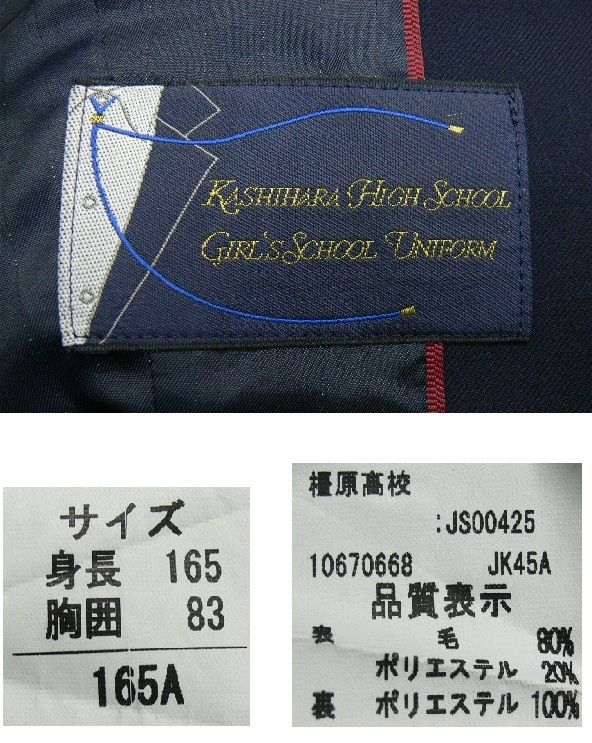 KASHIHARA HIGH SCHOOL
GIRL'S SCHOOL UNIFORM
サイズ
身長 165
胸囲 83
165A
橿原高校
:JS00425
10670668 JK45A
品質表示
表 毛 80%
ポリエステル 20%
裏 ポリエステル 100%